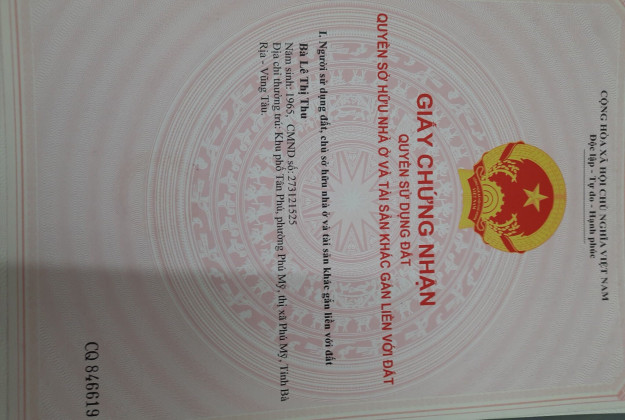 CỘNG HÒA XÃ HỘI CHỦ NGHĨA VIỆT NAM
Độc lập - Tự do - Hạnh phúc
GIẤY CHỨNG NHẬN
QUYỀN SỬ DỤNG ĐẤT
QUYỀN SỞ HỮU NHÀ Ở VÀ TÀI SẢN KHÁC GẮN LIỀN VỚI ĐẤT
I. Người sử dụng đất, chủ sở hữu nhà ở và tài sản khác gắn liền với đất
Bà Lê Thị Thu
Năm sinh: 1965, CMND số: 273121525
Địa chỉ thường trú: Khu phố Tân Phú, phường Phú Mỹ, thị xã Phú Mỹ, Tỉnh Bà
Rịa - Vũng Tàu.
CQ 846619